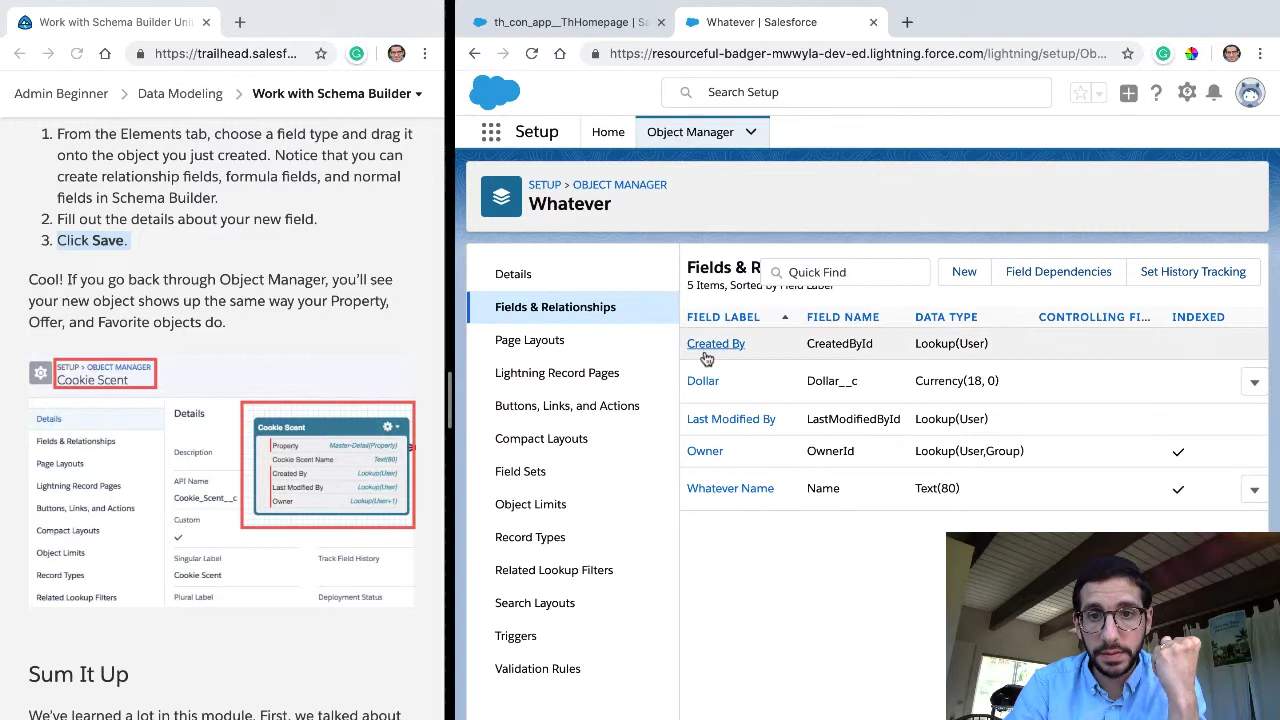 Work with Schema Builder Unit
https://trailhead.salesf...
Admin Beginner
Data Modeling
Work with Schema Builder
1. From the Elements tab, choose a field type and drag it
onto the object you just created. Notice that you can
create relationship fields, formula fields, and normal
fields in Schema Builder.
2. Fill out the details about your new field.
3. Click Save.
Cool! If you go back through Object Manager, you'll see
your new object shows up the same way your Property,
Offer, and Favorite objects do.
SETUP > OBJECT MANAGER
Cookie Scent
Details
Fields & Relationships
Page Layouts
Lightning Record Pages
Buttons, Links, and Actions
Compact Layouts
Object Limits
Record Types
Related Lookup Filters
Details
Description
API Name
Cookie_Scent__c
Custom
Singular Label
Cookie Scent
Plural Label
Track Field History
Deployment Status
Cookie Scent
Property Master-Detail(Property)
Cookie Scent Name Text(80)
Created By Lookup(User)
Last Modified By Lookup(User)
Owner Lookup(User+1)
Sum It Up
We've learned a lot in this module. First, we talked about
th_con_app__ThHomepage | S
Whatever | Salesforce
https://resourceful-badger-mwwyla-dev-ed.lightning.force.com/lightning/setup/Ob...
Search Setup
Setup
Home
Object Manager
SETUP > OBJECT MANAGER
Whatever
Details
Fields & Relationships
Page Layouts
Lightning Record Pages
Buttons, Links, and Actions
Compact Layouts
Field Sets
Object Limits
Record Types
Related Lookup Filters
Search Layouts
Triggers
Validation Rules
Fields & R
Quick Find
New
Field Dependencies
Set History Tracking
5 Items, Sorted by Field Label
FIELD LABEL FIELD NAME DATA TYPE CONTROLLING FI... INDEXED
Created By CreatedById Lookup(User)
Dollar Dollar__c Currency(18, 0)
Last Modified By LastModifiedById Lookup(User)
Owner OwnerId Lookup(User,Group)
Whatever Name Name Text(80)